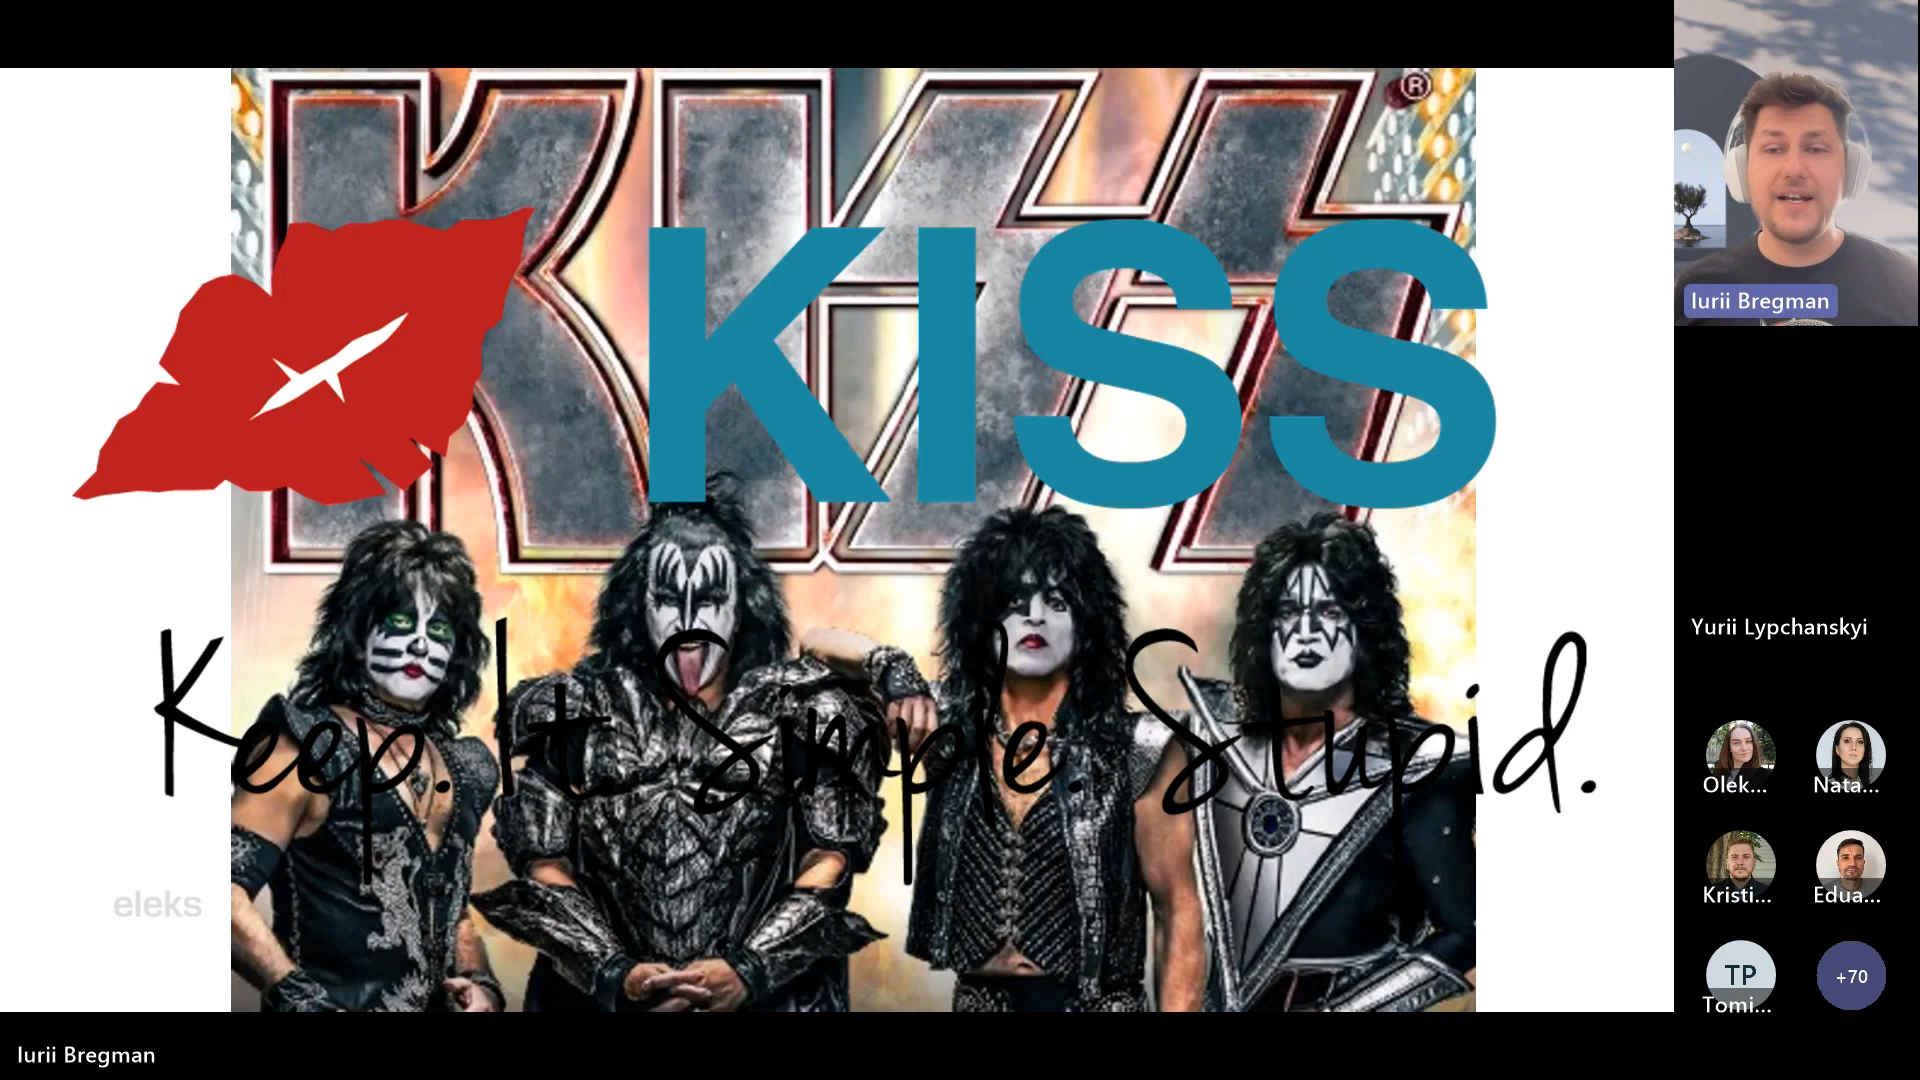 KISS
®
KISS
Keep. It. Simple. Stupid.
eleks
Iurii Bregman
Yurii Lypchanskyi
Olek...
Nata...
Kristi...
Edua...
TP
Tomi...
+70
Iurii Bregman